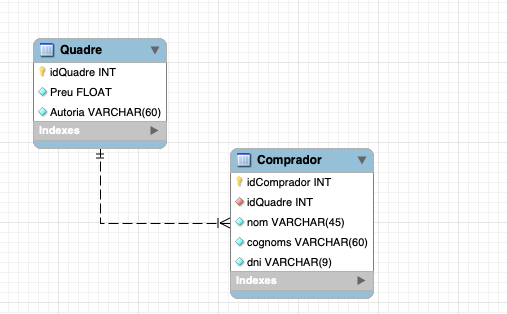 Quadre
idQuadre INT
Preu FLOAT
Autoria VARCHAR(60)
Indexes
Comprador
idComprador INT
idQuadre INT
nom VARCHAR(45)
cognoms VARCHAR(60)
dni VARCHAR(9)
Indexes